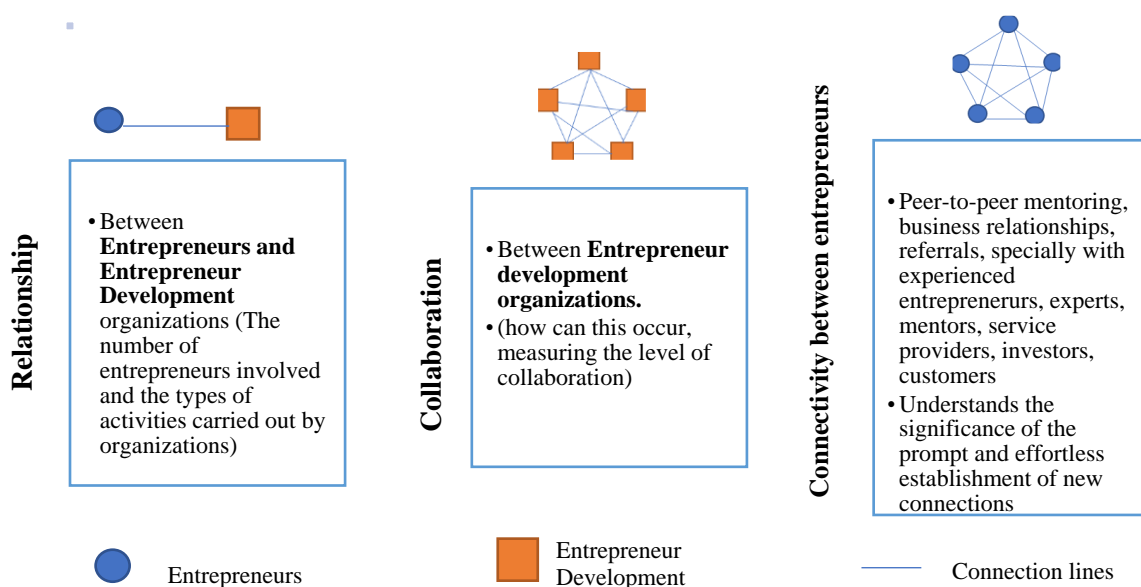 Relationship
• Between
Entrepreneurs and
Entrepreneur
Development
organizations (The
number of
entrepreneurs involved
and the types of
activities carried out by
organizations)
Collaboration
• Between Entrepreneur
development
organizations.
• (how can this occur,
measuring the level of
collaboration)
Connectivity between entrepreneurs
• Peer-to-peer mentoring,
business relationships,
referrals, specially with
experienced
entreprenerurs, experts,
mentors, service
providers, investors,
customers
• Understands the
significance of the
prompt and effortless
establishment of new
connections
Entrepreneurs
Entrepreneur
Development
Connection lines